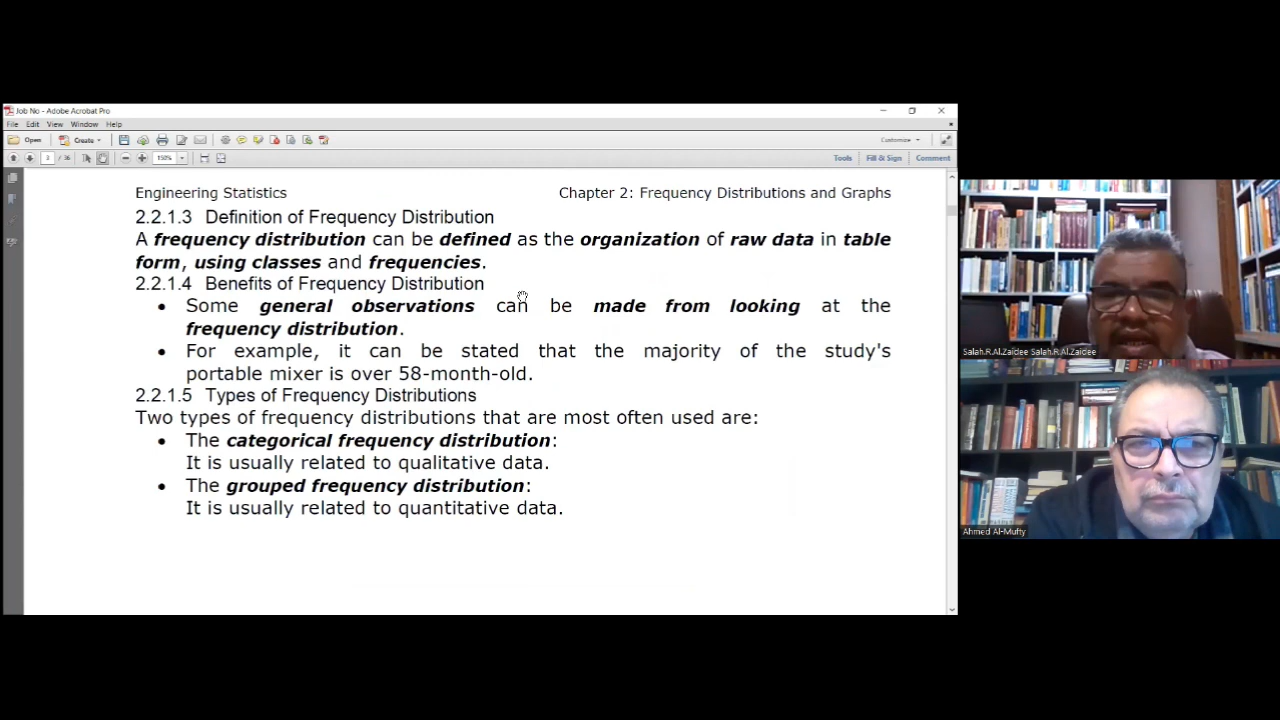 Job No - Adobe Acrobat Pro
File Edit View Window Help
Open Create Customize
3 / 36 150% Tools Fill & Sign Comment
Engineering Statistics Chapter 2: Frequency Distributions and Graphs
2.2.1.3 Definition of Frequency Distribution
A frequency distribution can be defined as the organization of raw data in table
form, using classes and frequencies.
2.2.1.4 Benefits of Frequency Distribution
• Some general observations can be made from looking at the
frequency distribution.
• For example, it can be stated that the majority of the study's
portable mixer is over 58-month-old.
2.2.1.5 Types of Frequency Distributions
Two types of frequency distributions that are most often used are:
• The categorical frequency distribution:
It is usually related to qualitative data.
• The grouped frequency distribution:
It is usually related to quantitative data.
Salah.R.Al.Zaidee Salah.R.Al.Zaidee
Ahmed Al-Mufty